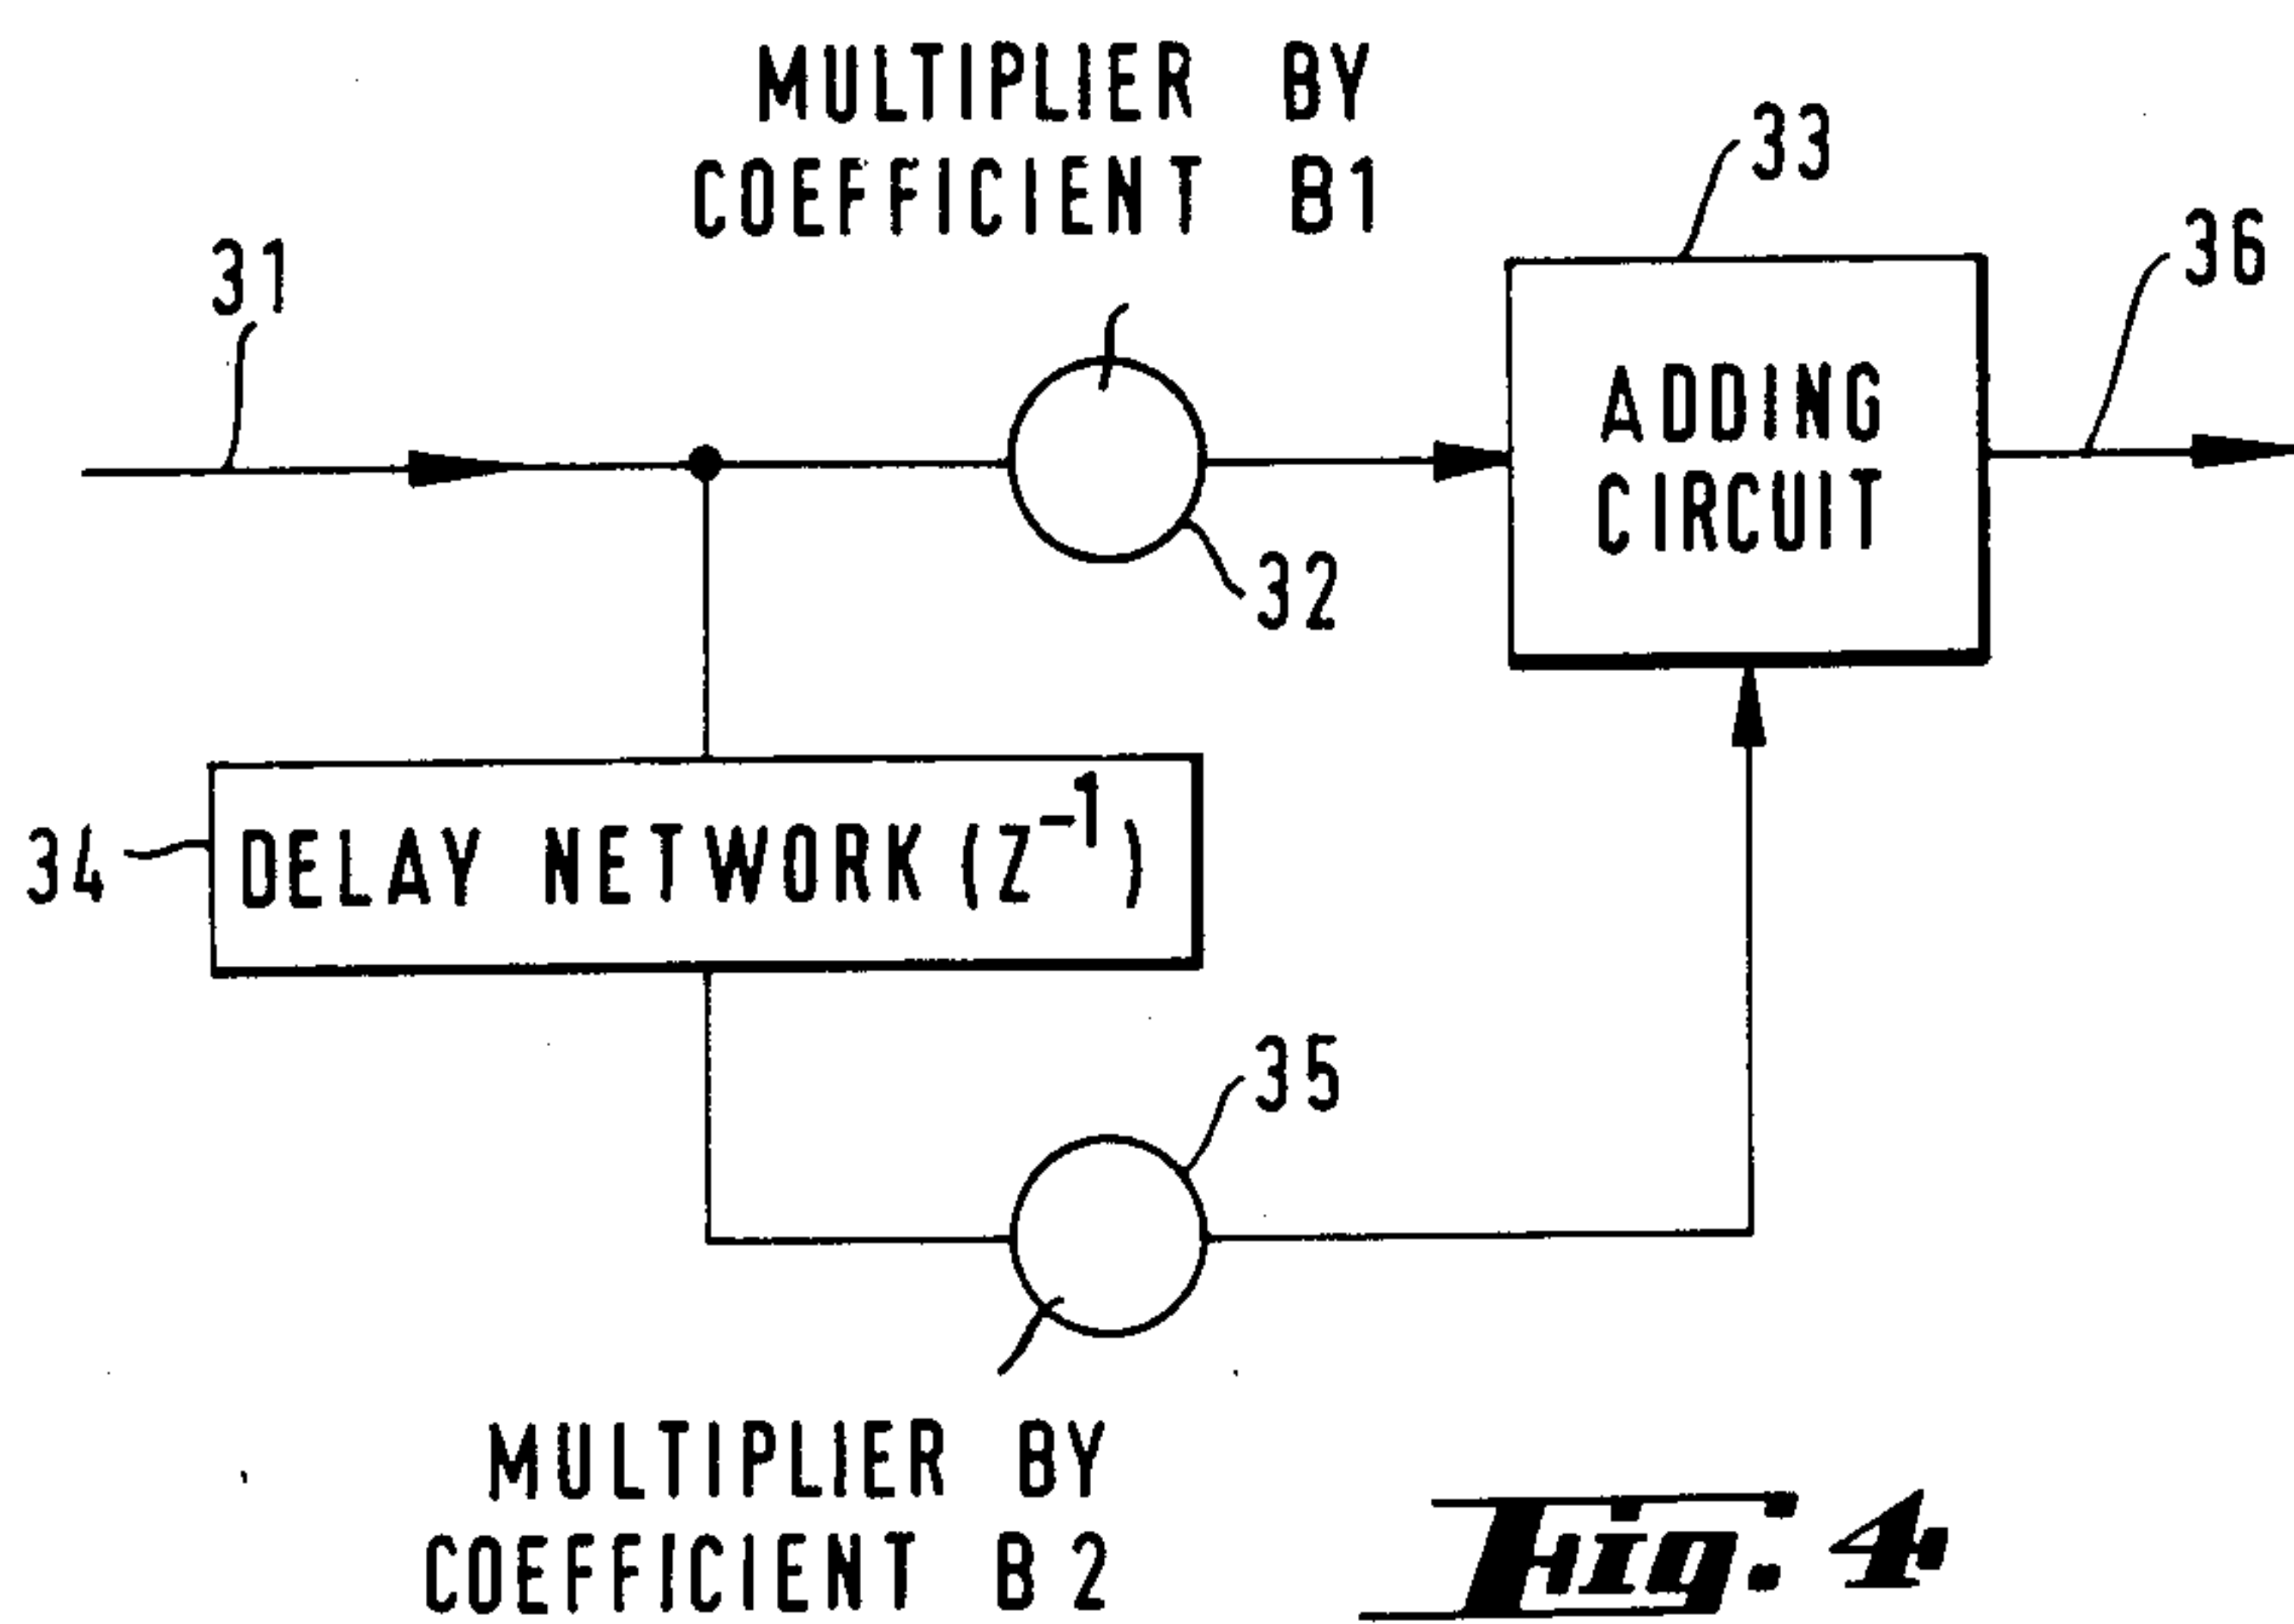 MULTIPLIER BY
COEFFICIENT B1
33
31
36
ADDING
CIRCUIT
32
34
DELAY NETWORK (Z⁻¹)
35
MULTIPLIER BY
COEFFICIENT B2
Fig. 4